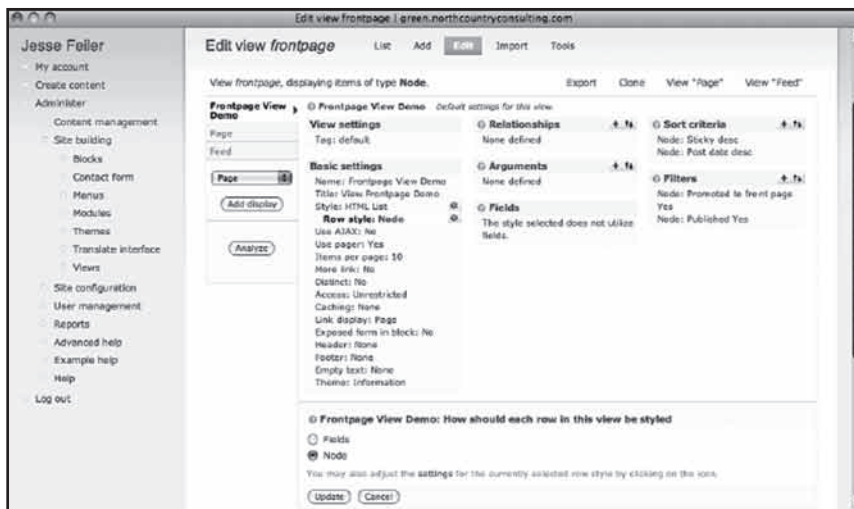 Edit view frontpage | green.northcountryconsulting.com
Jesse Feiler
My account
Create content
Administer
Content management
Site building
Blocks
Contact form
Menus
Modules
Themes
Translate interface
Views
Site configuration
User management
Reports
Advanced help
Example help
Help
Log out
Edit view frontpage
List Add Edit Import Tools
View frontpage, displaying items of type Node.
Export Clone View "Page" View "Feed"
Frontpage View
Demo
Page
Feed
Page
Add display
Analyze
Frontpage View Demo Default settings for this view.
View settings
Tag: default
Basic settings
Name: Frontpage View Demo
Title: View Frontpage Demo
Style: HTML List
Row style: Node
Use AJAX: No
Use pager: Yes
Items per page: 10
More link: No
Distinct: No
Access: Unrestricted
Caching: None
Link display: Page
Exposed form in block: No
Header: None
Footer: None
Empty text: None
Theme: Information
Relationships
None defined
Arguments
None defined
Fields
The style selected does not utilize
fields.
Sort criteria
Node: Sticky desc
Node: Post date desc
Filters
Node: Promoted to front page
Yes
Node: Published Yes
Frontpage View Demo: How should each row in this view be styled
Fields
Node
You may also adjust the settings for the currently selected row style by clicking on the icon.
Update Cancel